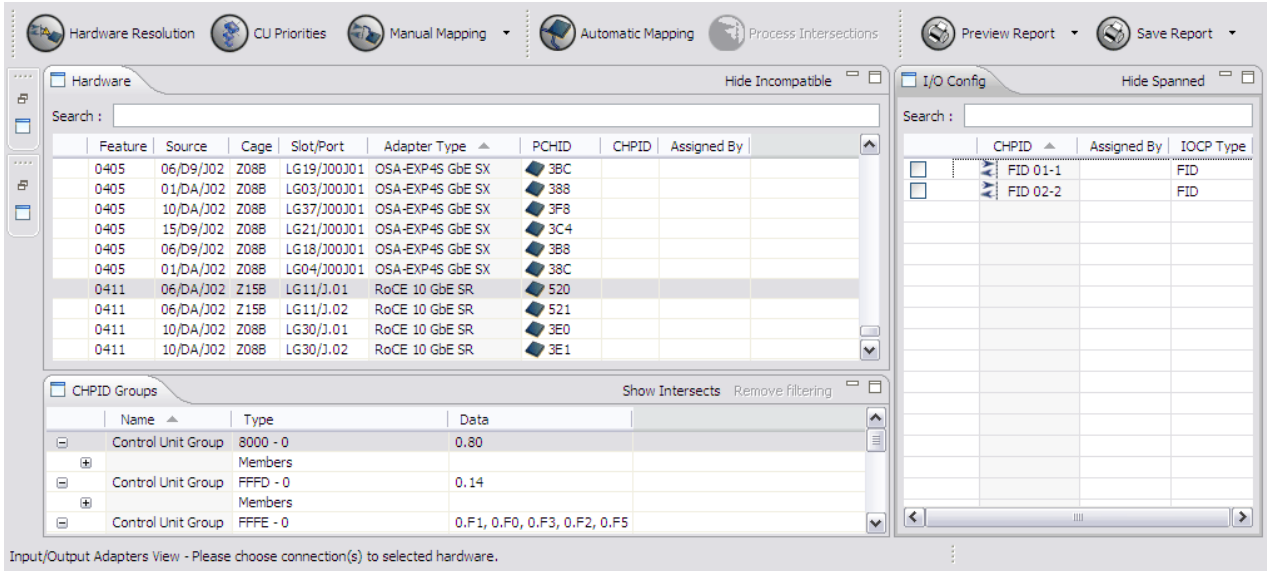 Hardware Resolution CU Priorities Manual Mapping Automatic Mapping Process Intersections Preview Report Save Report
Hardware Hide Incompatible
Search :
Feature Source Cage Slot/Port Adapter Type PCHID CHPID Assigned By
0405 06/D9/J02 Z08B LG19/J00J01 OSA-EXP4S GbE SX 3BC
0405 01/DA/J02 Z08B LG03/J00J01 OSA-EXP4S GbE SX 388
0405 10/DA/J02 Z08B LG37/J00J01 OSA-EXP4S GbE SX 3F8
0405 15/D9/J02 Z08B LG21/J00J01 OSA-EXP4S GbE SX 3C4
0405 06/D9/J02 Z08B LG18/J00J01 OSA-EXP4S GbE SX 3B8
0405 01/DA/J02 Z08B LG04/J00J01 OSA-EXP4S GbE SX 38C
0411 06/DA/J02 Z15B LG11/J.01 RoCE 10 GbE SR 520
0411 06/DA/J02 Z15B LG11/J.02 RoCE 10 GbE SR 521
0411 10/DA/J02 Z08B LG30/J.01 RoCE 10 GbE SR 3E0
0411 10/DA/J02 Z08B LG30/J.02 RoCE 10 GbE SR 3E1
CHPID Groups Show Intersects Remove filtering
Name Type Data
Control Unit Group 8000 - 0 0.80
Members
Control Unit Group FFFD - 0 0.14
Members
Control Unit Group FFFE - 0 0.F1, 0.F0, 0.F3, 0.F2, 0.F5
I/O Config Hide Spanned
Search :
CHPID Assigned By IOCP Type
FID 01-1 FID
FID 02-2 FID
Input/Output Adapters View - Please choose connection(s) to selected hardware.